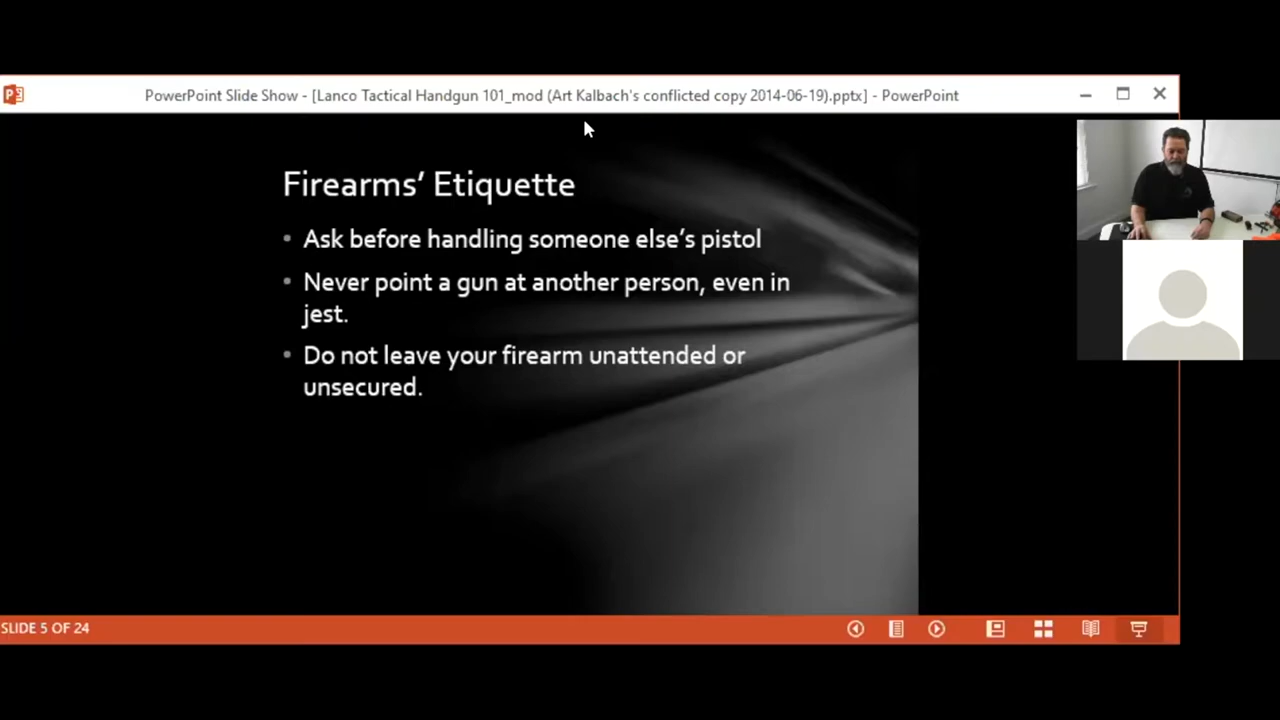 PowerPoint Slide Show - [Lanco Tactical Handgun 101_mod (Art Kalbach's conflicted copy 2014-06-19).pptx] - PowerPoint
Firearms’ Etiquette
• Ask before handling someone else’s pistol
• Never point a gun at another person, even in
jest.
• Do not leave your firearm unattended or
unsecured.
SLIDE 5 OF 24